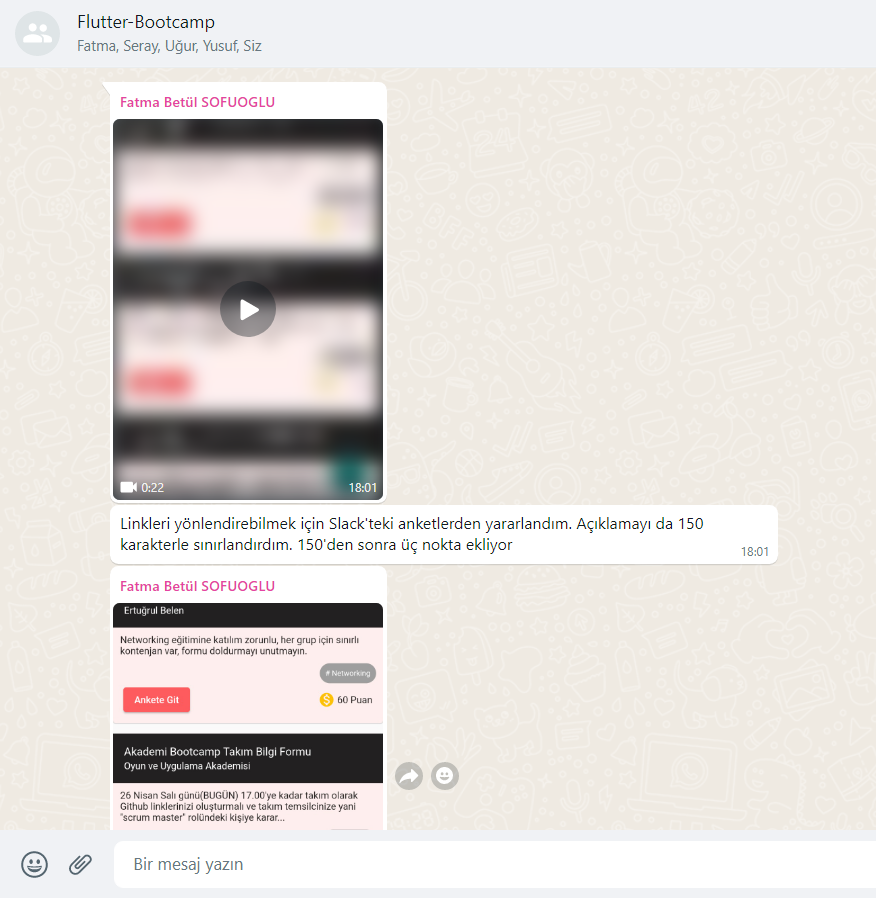 Flutter-Bootcamp
Fatma, Seray, Uğur, Yusuf, Siz
Fatma Betül SOFUOGLU
0:22
18:01
Linkleri yönlendirebilmek için Slack'teki anketlerden yararlandım. Açıklamayı da 150
karakterle sınırlandırdım. 150'den sonra üç nokta ekliyor
18:01
Fatma Betül SOFUOGLU
Ertuğrul Belen
Networking eğitimine katılım zorunlu, her grup için sınırlı
kontenjan var, formu doldurmayı unutmayın.
# Networking
Ankete Git
60 Puan
Akademi Bootcamp Takım Bilgi Formu
Oyun ve Uygulama Akademisi
26 Nisan Salı günü(BUGÜN) 17.00'ye kadar takım olarak
Github linklerinizi oluşturmalı ve takım temsilcinize yani
"scrum master" rolündeki kişiye karar...
Bir mesaj yazın